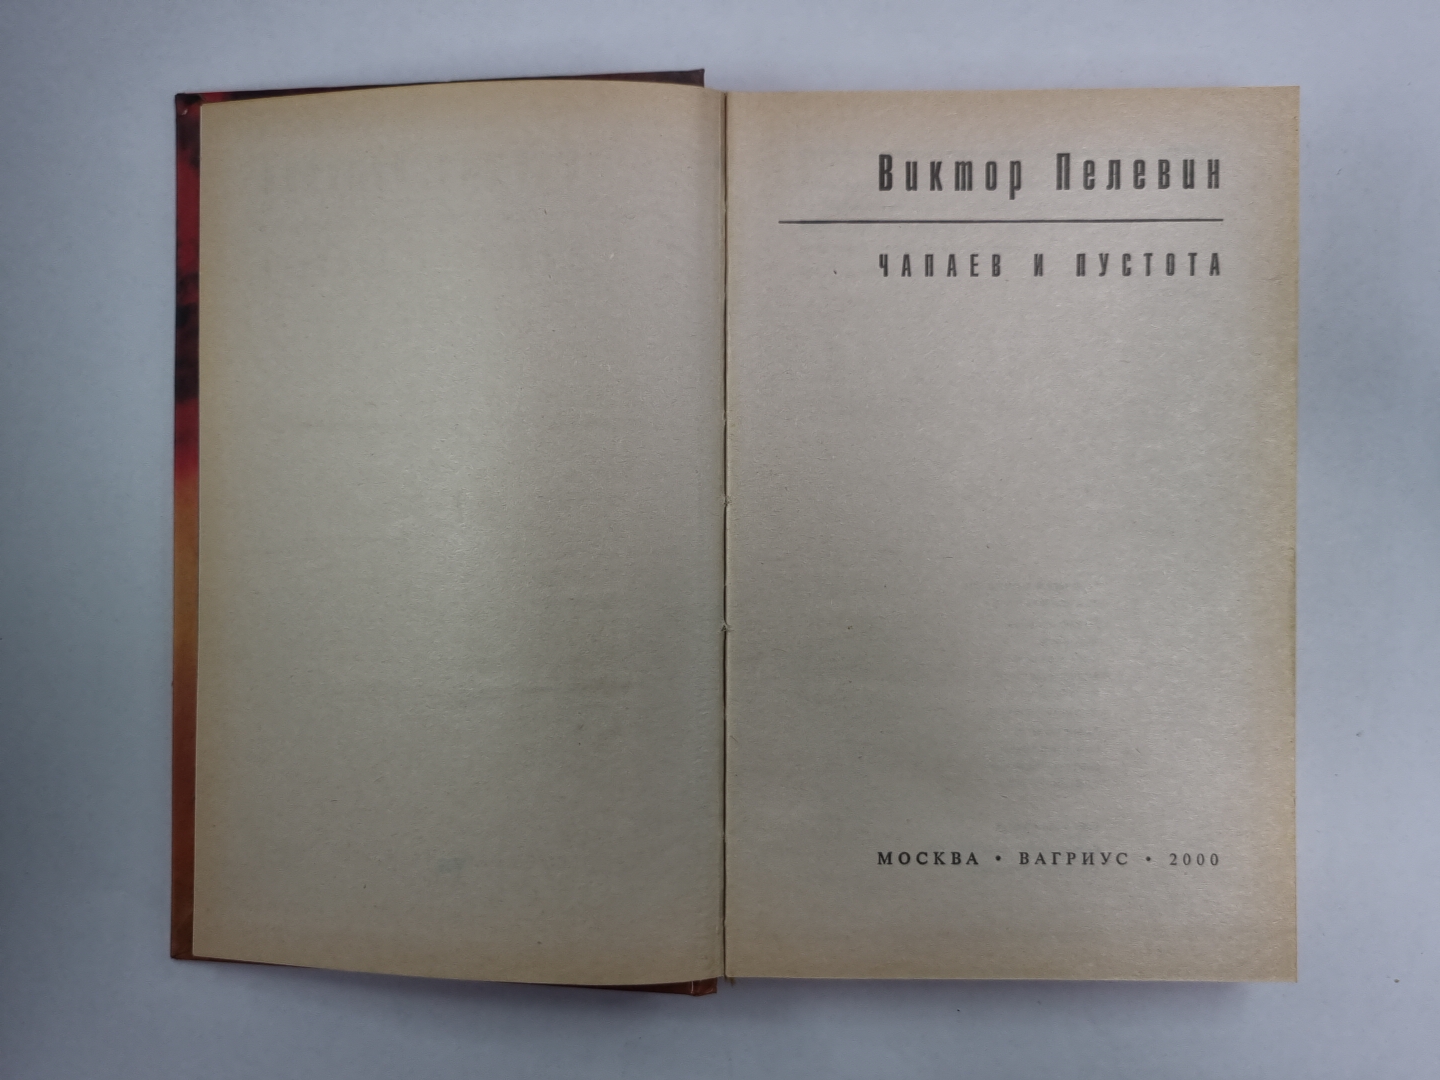 Виктор Пелевин
ЧАПАЕВ И ПУСТОТА
МОСКВА • ВАГРИУС • 2000